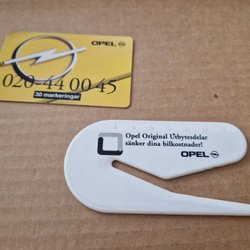 OPEL
020-44 00 45
30 markeringar
Opel Original Utbytesdelar
sänker dina bilkostnader!
OPEL